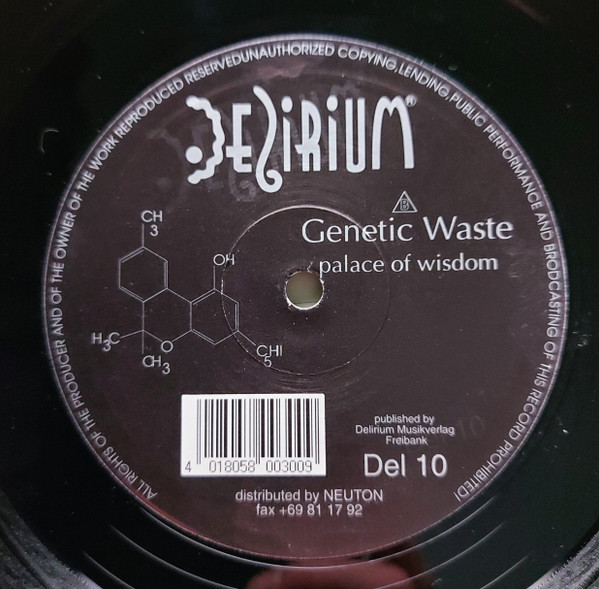 ALL RIGHTS OF THE PRODUCER AND OF THE OWNER OF THE WORK REPRODUCED RESERVEDUNAUTHORIZED COPYING,LENDING,PUBLIC PERFORMANCE AND BRODCASTING OF THIS RECORD PROHIBITED!
DELIRIUM®
B
Genetic Waste
palace of wisdom
CH
3
OH
H3C
CH3
O
CHI
5
4 018058 003009
published by
Delirium Musikverlag
Freibank
Del 10
distributed by NEUTON
fax +69 81 17 92